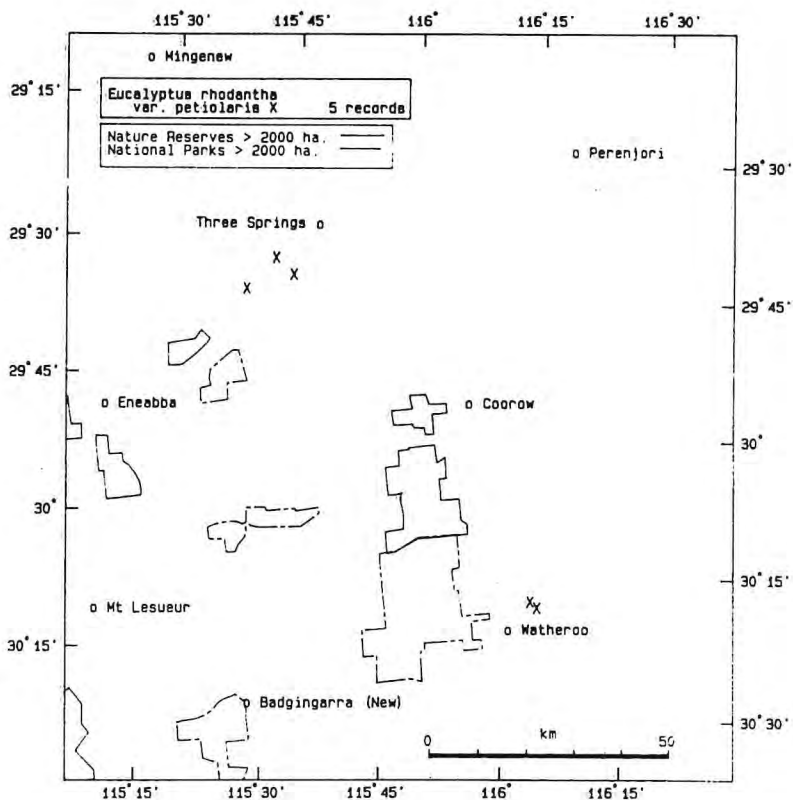 115° 30' 115° 45' 116° 116° 15' 116° 30'
o Mingenew
29° 15'
Eucalyptus rhodantha
var. petiolaris X 5 records
Nature Reserves > 2000 ha.
National Parks > 2000 ha.
o Perenjori
29° 30'
Three Springs o
29° 30'
X
X
X
29° 45'
29° 45'
o Eneabba
o Coorow
30°
30°
30° 15'
o Mt Lesueur
X
X
o Watheroo
30° 15'
o Badgingarra (New)
30° 30'
km
0 50
115° 15' 115° 30' 115° 45' 116° 116° 15'